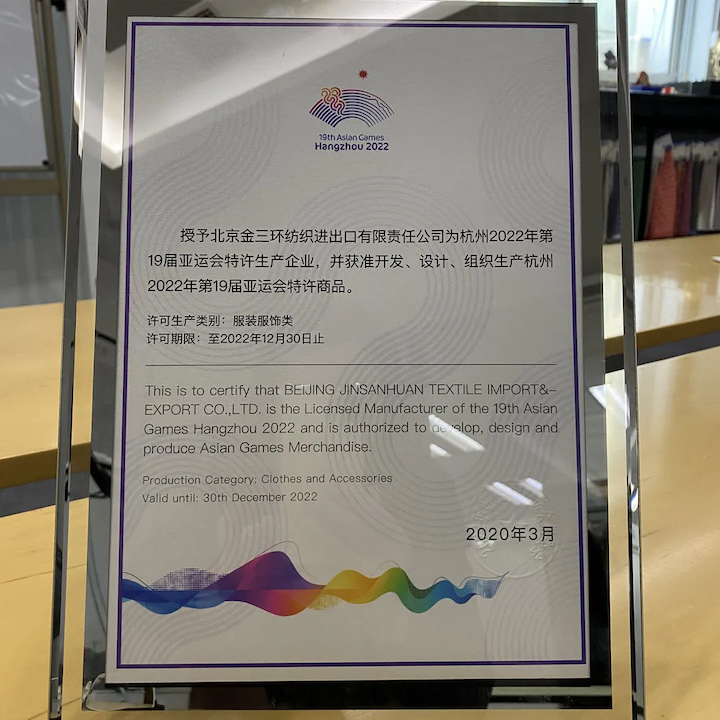 19th Asian Games
Hangzhou 2022
授予北京金三环纺织进出口有限责任公司为杭州2022年第
19届亚运会特许生产企业，并获准开发、设计、组织生产杭州
2022年第19届亚运会特许商品。
许可生产类别：服装服饰类
许可期限：至2022年12月30日止
This is to certify that BEIJING JINSANHUAN TEXTILE IMPORT&-
EXPORT CO.,LTD. is the Licensed Manufacturer of the 19th Asian
Games Hangzhou 2022 and is authorized to develop, design and
produce Asian Games Merchandise.
Production Category: Clothes and Accessories
Valid until: 30th December 2022
2020年3月